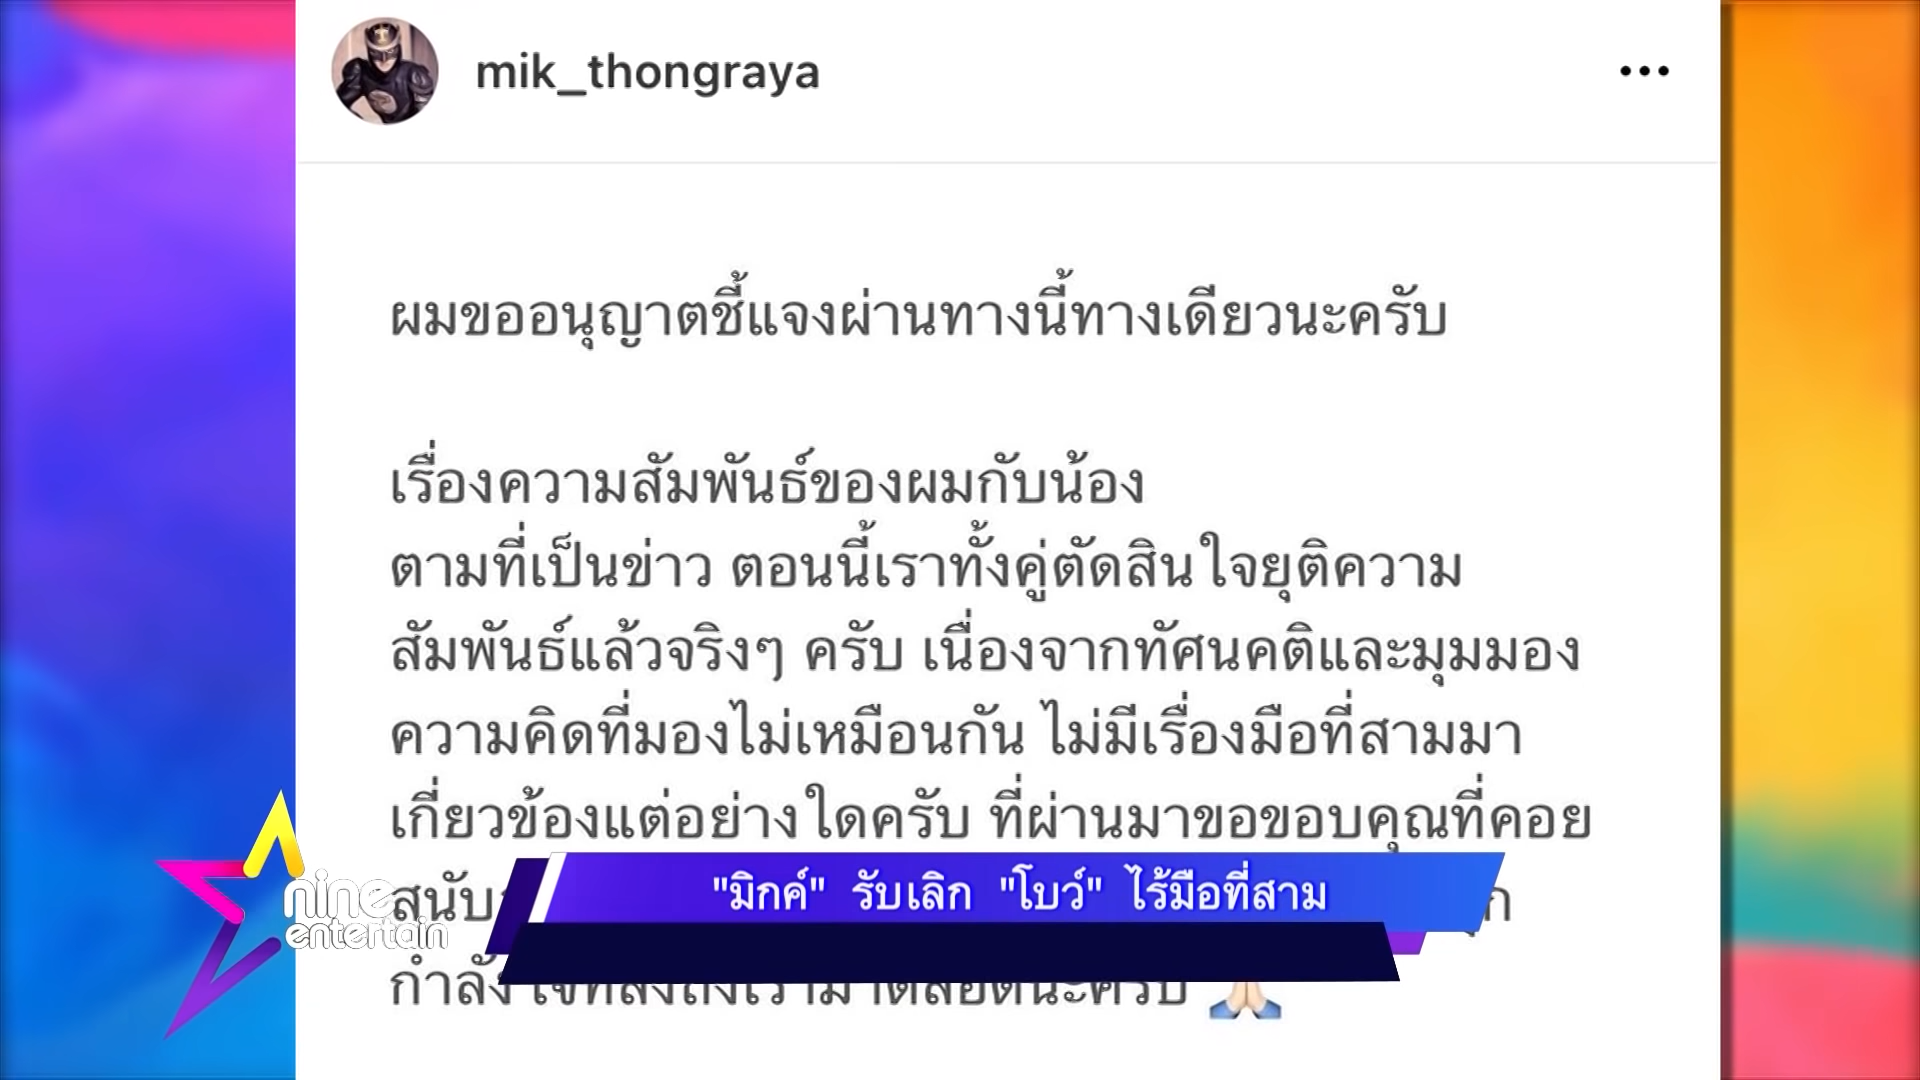 mik_thongraya
ผมขออนุญาตชี้แจงผ่านทางนี้ทางเดียวนะครับ
เรื่องความสัมพันธ์ของผมกับน้อง
ตามที่เป็นข่าว ตอนนี้เราทั้งคู่ตัดสินใจยุติความ
สัมพันธ์แล้วจริงๆ ครับ เนื่องจากทัศนคติและมุมมอง
ความคิดที่มองไม่เหมือนกัน ไม่มีเรื่องมือที่สามมา
เกี่ยวข้องแต่อย่างใดครับ ที่ผ่านมาขอขอบคุณที่คอย
"มิกค์" รับเลิก "โบว์" ไร้มือที่สาม
nine
entertain